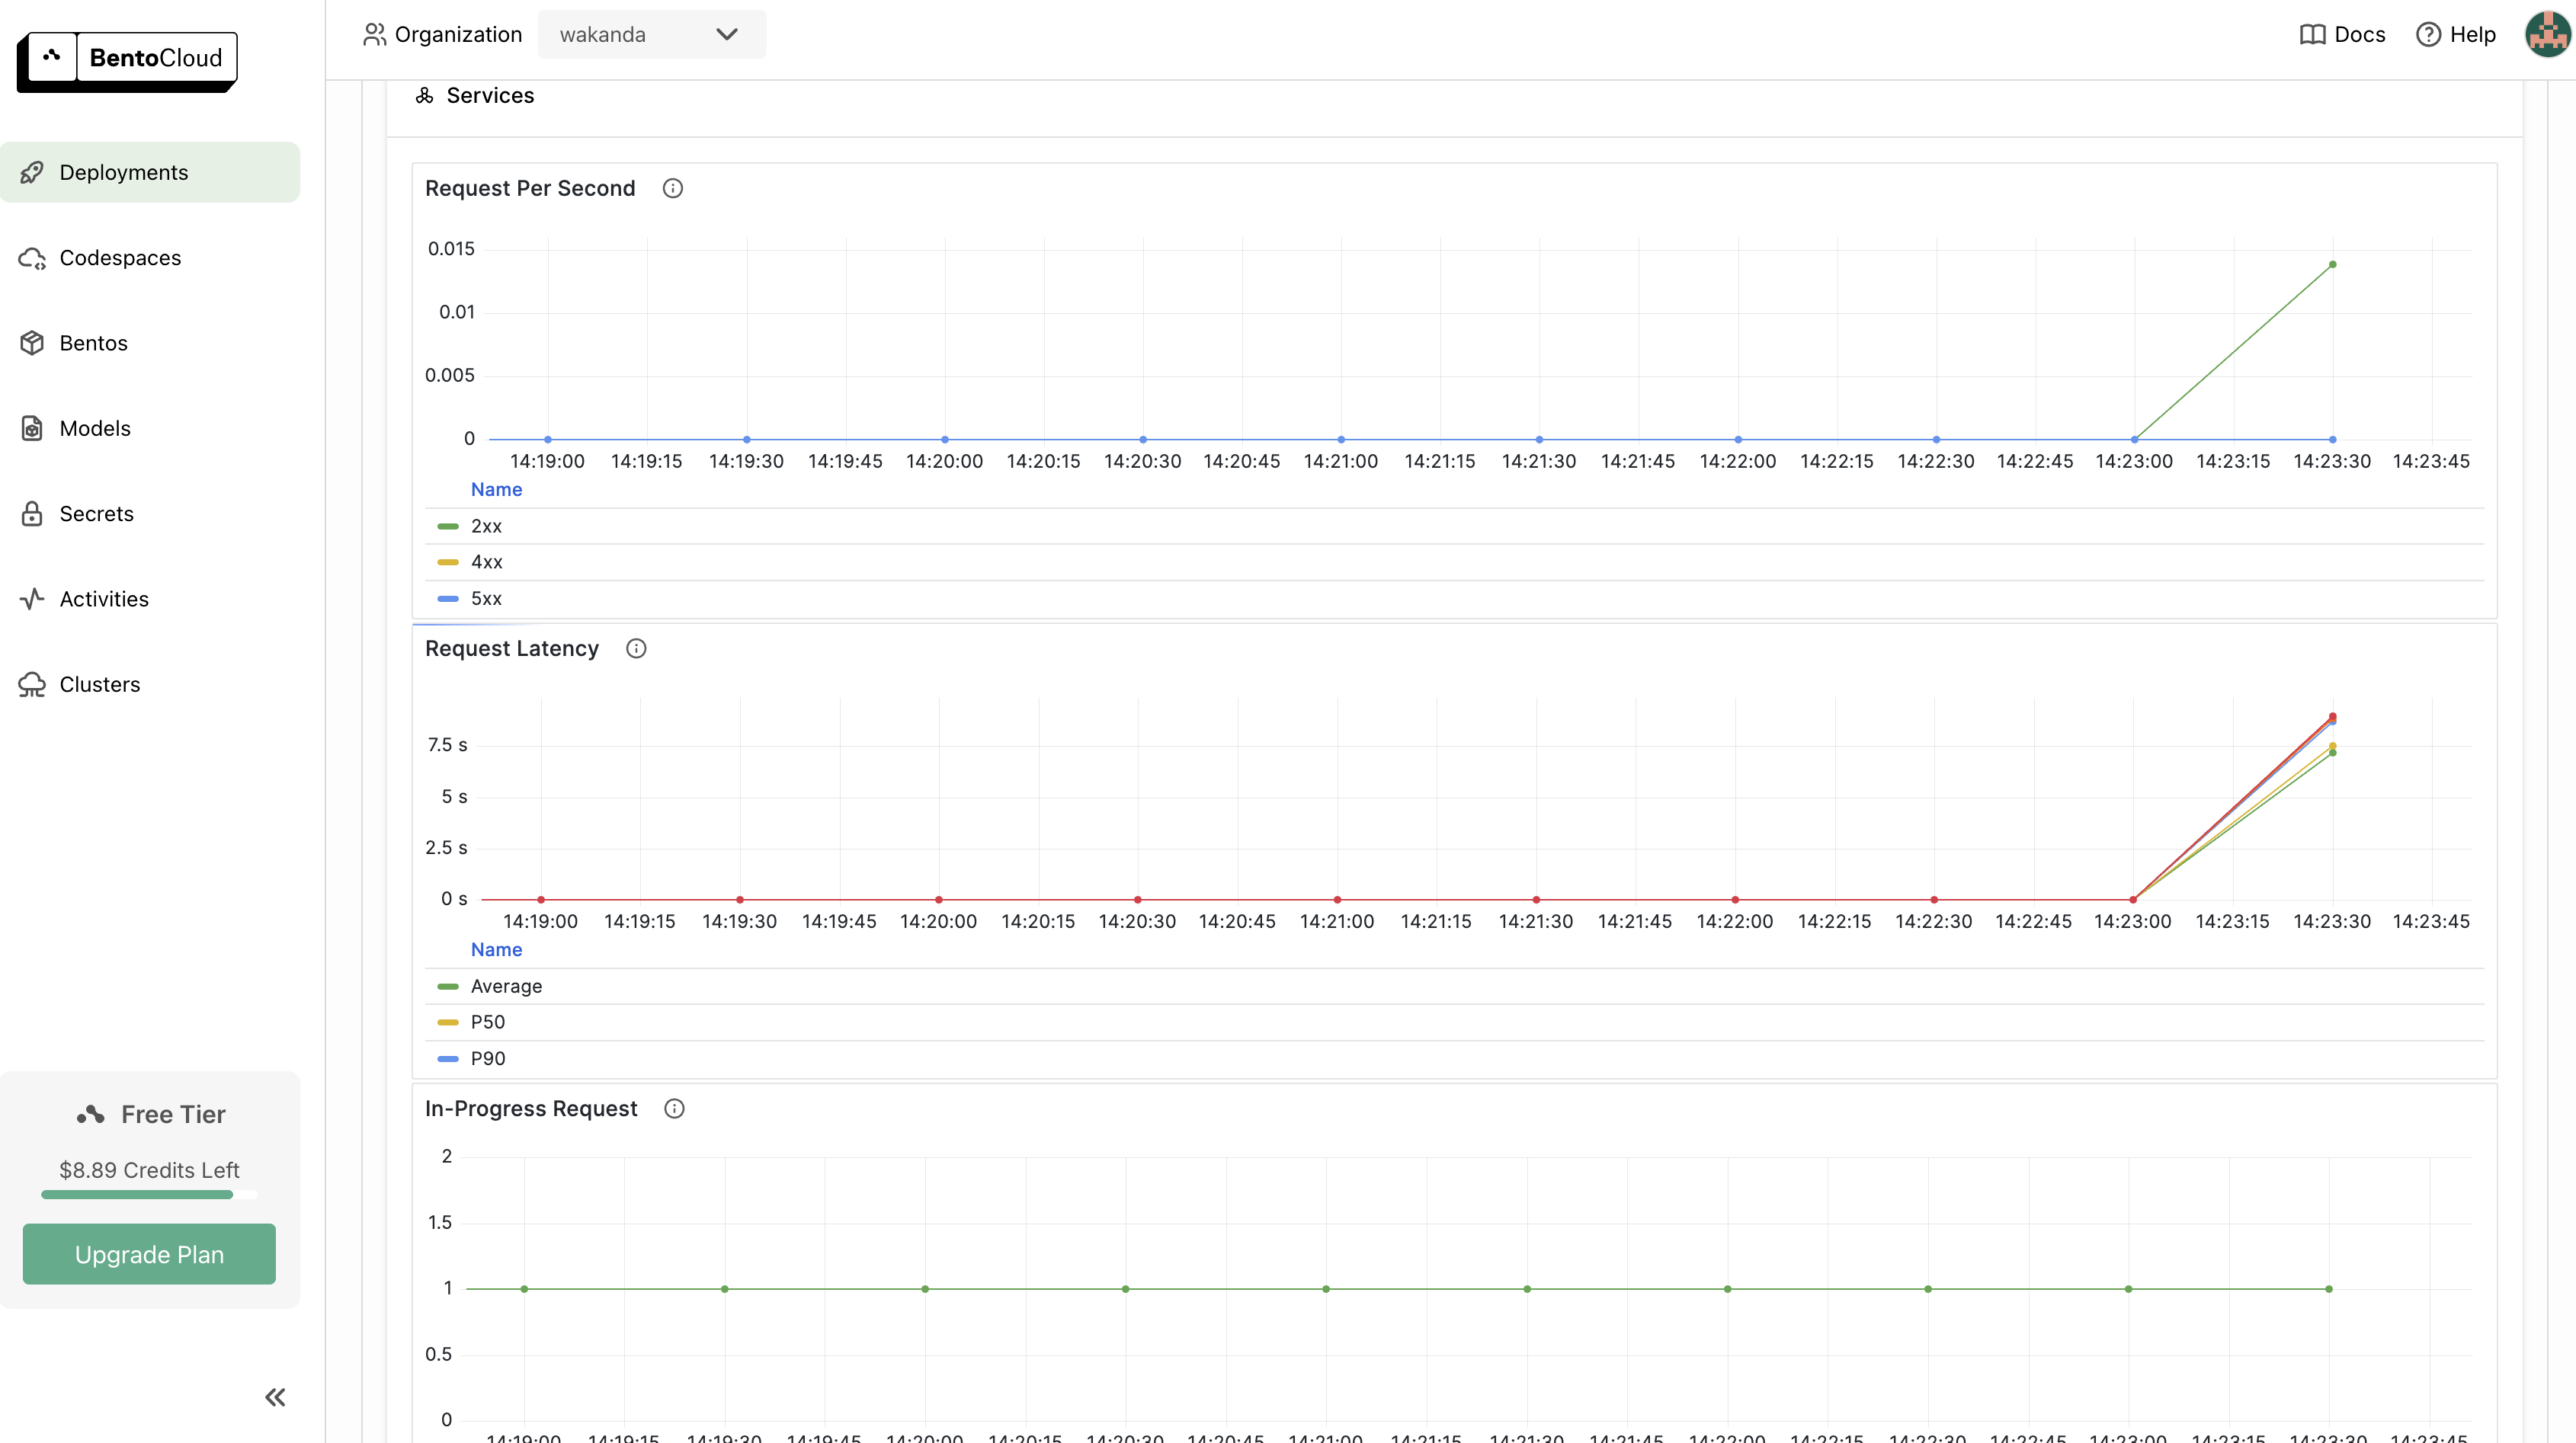 BentoCloud
Organization
wakanda
Docs
Help
Deployments
Codespaces
Bentos
Models
Secrets
Activities
Clusters
Free Tier
$8.89 Credits Left
Upgrade Plan
Services
Request Per Second
0.015
0.01
0.005
0
14:19:00 14:19:15 14:19:30 14:19:45 14:20:00 14:20:15 14:20:30 14:20:45 14:21:00 14:21:15 14:21:30 14:21:45 14:22:00 14:22:15 14:22:30 14:22:45 14:23:00 14:23:15 14:23:30 14:23:45
Name
2xx
4xx
5xx
Request Latency
7.5 s
5 s
2.5 s
0 s
14:19:00 14:19:15 14:19:30 14:19:45 14:20:00 14:20:15 14:20:30 14:20:45 14:21:00 14:21:15 14:21:30 14:21:45 14:22:00 14:22:15 14:22:30 14:22:45 14:23:00 14:23:15 14:23:30 14:23:45
Name
Average
P50
P90
In-Progress Request
2
1.5
1
0.5
0
14:19:00 14:19:15 14:19:30 14:19:45 14:20:00 14:20:15 14:20:30 14:20:45 14:21:00 14:21:15 14:21:30 14:21:45 14:22:00 14:22:15 14:22:30 14:22:45 14:23:00 14:23:15 14:23:30 14:23:45